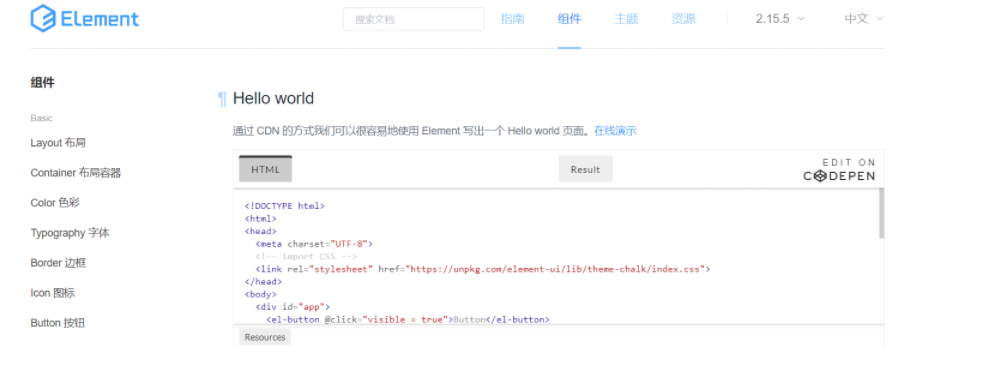 Element
搜索文档
指南
组件
主题
资源
2.15.5
中文
组件
Basic
Layout 布局
Container 布局容器
Color 色彩
Typography 字体
Border 边框
Icon 图标
Button 按钮
¶ Hello world
通过 CDN 的方式我们可以很容易地使用 Element 写出一个 Hello world 页面。在线演示
HTML
Result
EDIT ON
CODEPEN
<!DOCTYPE html>
<html>
<head>
<meta charset="UTF-8">
<!-- import CSS -->
<link rel="stylesheet" href="https://unpkg.com/element-ui/lib/theme-chalk/index.css">
</head>
<body>
<div id="app">
<el-button @click="visible = true">Button</el-button>
Resources